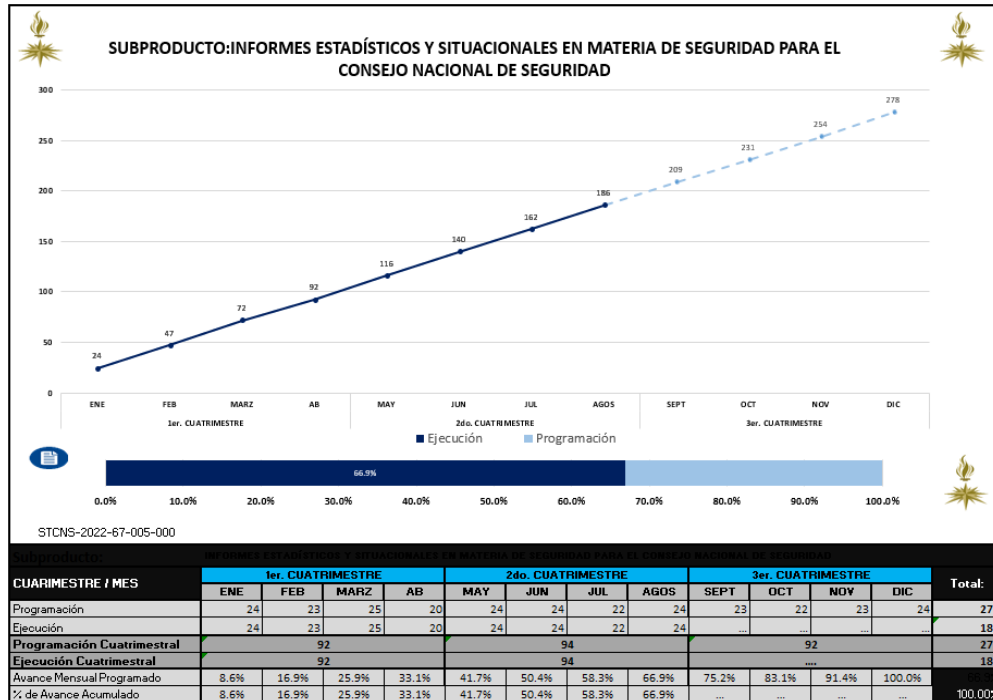 SUBPRODUCTO:INFORMES ESTADÍSTICOS Y SITUACIONALES EN MATERIA DE SEGURIDAD PARA EL
CONSEJO NACIONAL DE SEGURIDAD
300
250
200
150
100
50
0
24 47 72 92 116 140 162 186 209 231 254 278
ENE FEB MARZ AB MAY JUN JUL AGOS SEPT OCT NOV DIC
1er. CUATRIMESTRE 2do. CUATRIMESTRE 3er. CUATRIMESTRE
Ejecución Programación
66.9%
0.0% 10.0% 20.0% 30.0% 40.0% 50.0% 60.0% 70.0% 80.0% 90.0% 100.0%
STCNS-2022-67-005-000
Subproducto: INFORMES ESTADÍSTICOS Y SITUACIONALES EN MATERIA DE SEGURIDAD PARA EL CONSEJO NACIONAL DE SEGURIDAD
CUARIMESTRE / MES 1er. CUATRIMESTRE 2do. CUATRIMESTRE 3er. CUATRIMESTRE Total:
ENE FEB MARZ AB MAY JUN JUL AGOS SEPT OCT NOV DIC
Programación 24 23 25 20 24 24 22 24 23 22 23 24 27
Ejecución 24 23 25 20 24 24 22 24 ... ... ... ... 18
Programación Cuatrimestral 92 94 92 27
Ejecución Cuatrimestral 92 94 .... 18
Avance Mensual Programado 8.6% 16.9% 25.9% 33.1% 41.7% 50.4% 58.3% 66.9% 75.2% 83.1% 91.4% 100.0%
% de Avance Acumulado 8.6% 16.9% 25.9% 33.1% 41.7% 50.4% 58.3% 66.9% ... ... ... ... 100.00%